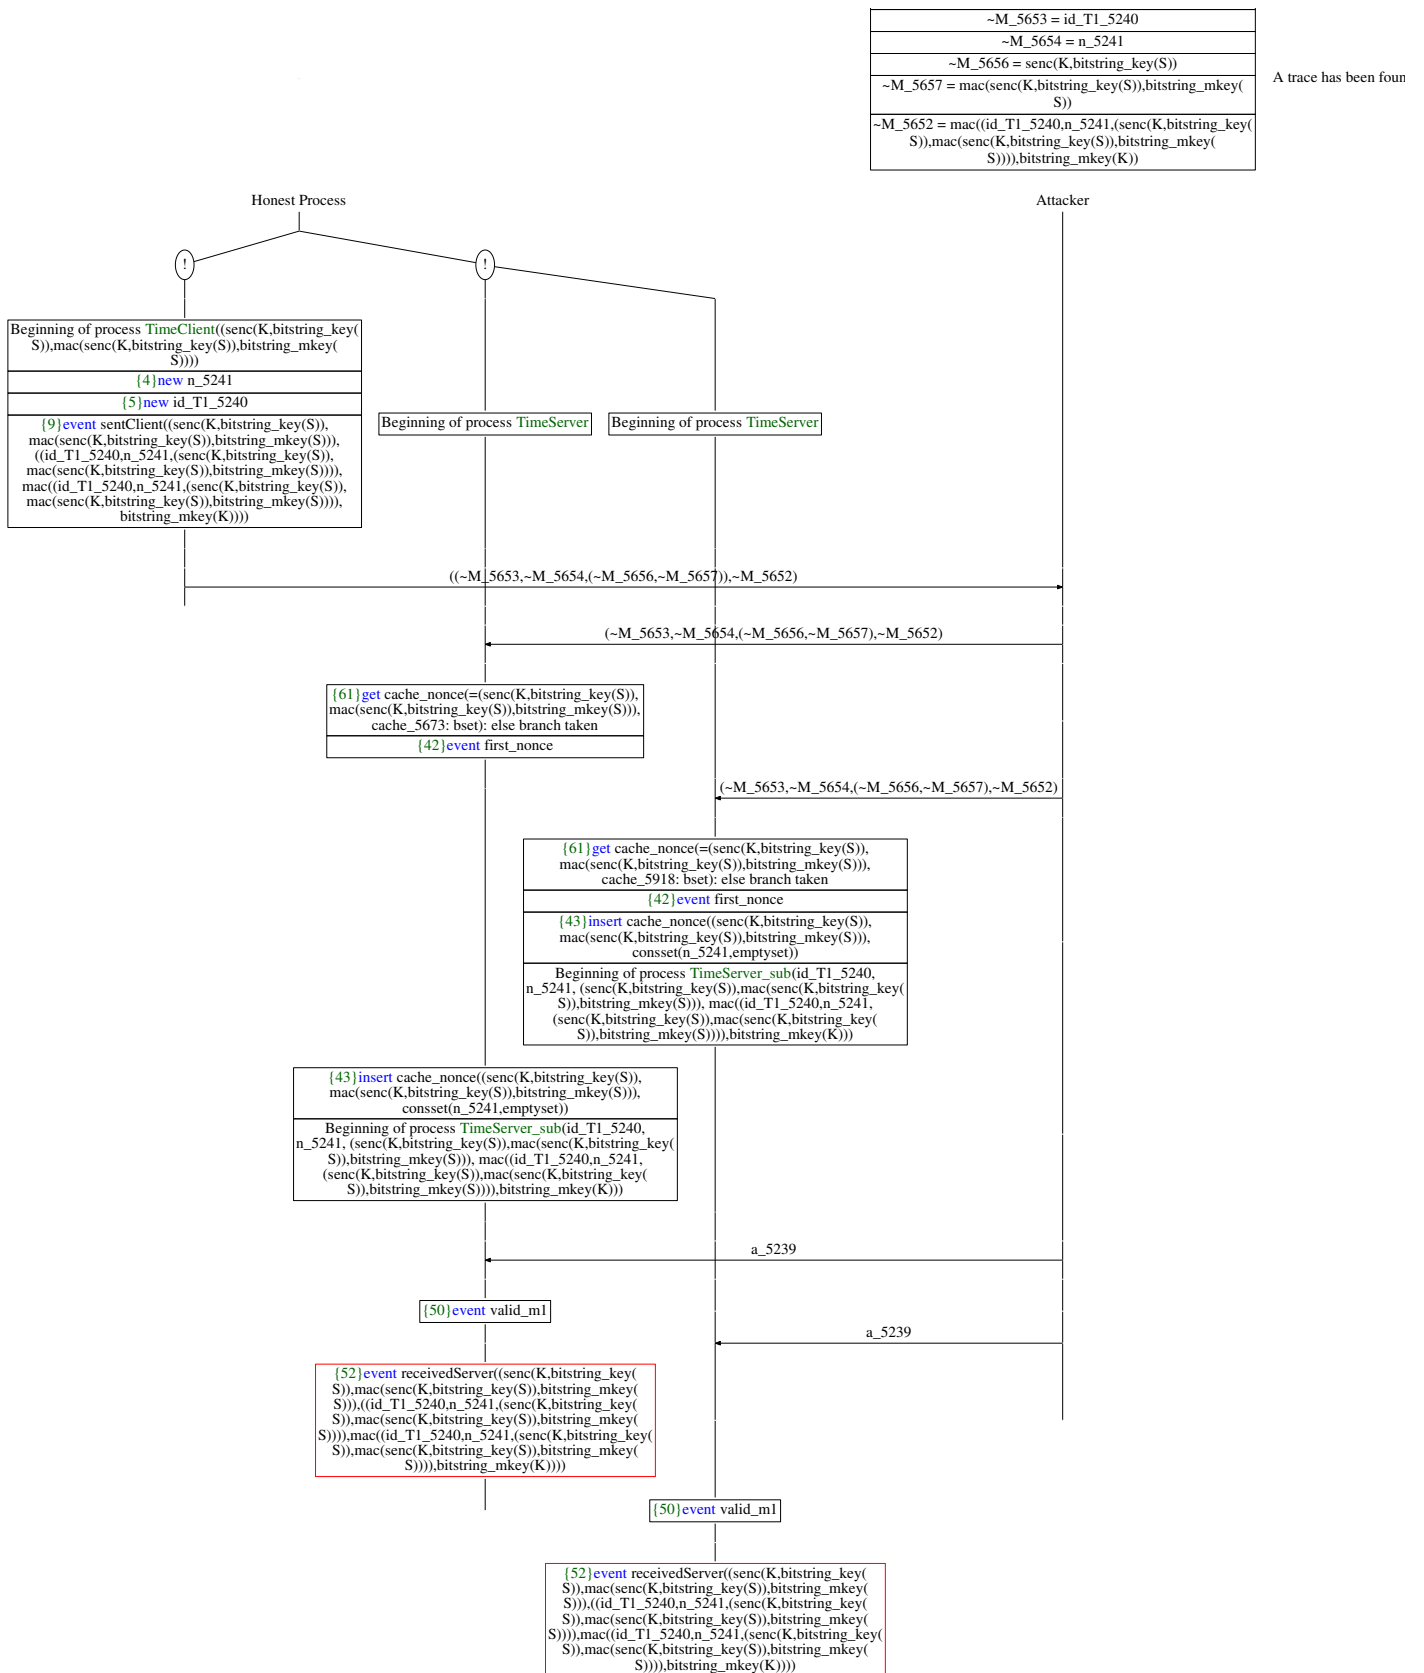 ~M_5653 = id_T1_5240
~M_5654 = n_5241
~M_5656 = senc(K,bitstring_key(S))
~M_5657 = mac(senc(K,bitstring_key(S)),bitstring_mkey(
S))
~M_5652 = mac((id_T1_5240,n_5241,(senc(K,bitstring_key(
S)),mac(senc(K,bitstring_key(S)),bitstring_mkey(
S)))),bitstring_mkey(K))
A trace has been foun
Honest Process
Attacker
!
!
Beginning of process TimeClient((senc(K,bitstring_key(
S)),mac(senc(K,bitstring_key(S)),bitstring_mkey(
S))))
{4}new n_5241
{5}new id_T1_5240
{9}event sentClient((senc(K,bitstring_key(S)),
mac(senc(K,bitstring_key(S)),bitstring_mkey(S))),
((id_T1_5240,n_5241,(senc(K,bitstring_key(S)),
mac(senc(K,bitstring_key(S)),bitstring_mkey(S)))),
mac((id_T1_5240,n_5241,(senc(K,bitstring_key(S)),
mac(senc(K,bitstring_key(S)),bitstring_mkey(S)))),
bitstring_mkey(K))))
Beginning of process TimeServer
Beginning of process TimeServer
((~M_5653,~M_5654,(~M_5656,~M_5657)),~M_5652)
(~M_5653,~M_5654,(~M_5656,~M_5657),~M_5652)
{61}get cache_nonce(=(senc(K,bitstring_key(S)),
mac(senc(K,bitstring_key(S)),bitstring_mkey(S))),
cache_5673: bset): else branch taken
{42}event first_nonce
(~M_5653,~M_5654,(~M_5656,~M_5657),~M_5652)
{61}get cache_nonce(=(senc(K,bitstring_key(S)),
mac(senc(K,bitstring_key(S)),bitstring_mkey(S))),
cache_5918: bset): else branch taken
{42}event first_nonce
{43}insert cache_nonce((senc(K,bitstring_key(S)),
mac(senc(K,bitstring_key(S)),bitstring_mkey(S))),
consset(n_5241,emptyset))
Beginning of process TimeServer_sub(id_T1_5240,
n_5241, (senc(K,bitstring_key(S)),mac(senc(K,bitstring_key(
S)),bitstring_mkey(S))), mac((id_T1_5240,n_5241,
(senc(K,bitstring_key(S)),mac(senc(K,bitstring_key(
S)),bitstring_mkey(S)))),bitstring_mkey(K)))
{43}insert cache_nonce((senc(K,bitstring_key(S)),
mac(senc(K,bitstring_key(S)),bitstring_mkey(S))),
consset(n_5241,emptyset))
Beginning of process TimeServer_sub(id_T1_5240,
n_5241, (senc(K,bitstring_key(S)),mac(senc(K,bitstring_key(
S)),bitstring_mkey(S))), mac((id_T1_5240,n_5241,
(senc(K,bitstring_key(S)),mac(senc(K,bitstring_key(
S)),bitstring_mkey(S)))),bitstring_mkey(K)))
a_5239
{50}event valid_m1
a_5239
{52}event receivedServer((senc(K,bitstring_key(
S)),mac(senc(K,bitstring_key(S)),bitstring_mkey(
S))),((id_T1_5240,n_5241,(senc(K,bitstring_key(
S)),mac(senc(K,bitstring_key(S)),bitstring_mkey(
S)))),mac((id_T1_5240,n_5241,(senc(K,bitstring_key(
S)),mac(senc(K,bitstring_key(S)),bitstring_mkey(
S)))),bitstring_mkey(K))))
{50}event valid_m1
{52}event receivedServer((senc(K,bitstring_key(
S)),mac(senc(K,bitstring_key(S)),bitstring_mkey(
S))),((id_T1_5240,n_5241,(senc(K,bitstring_key(
S)),mac(senc(K,bitstring_key(S)),bitstring_mkey(
S)))),mac((id_T1_5240,n_5241,(senc(K,bitstring_key(
S)),mac(senc(K,bitstring_key(S)),bitstring_mkey(
S)))),bitstring_mkey(K))))